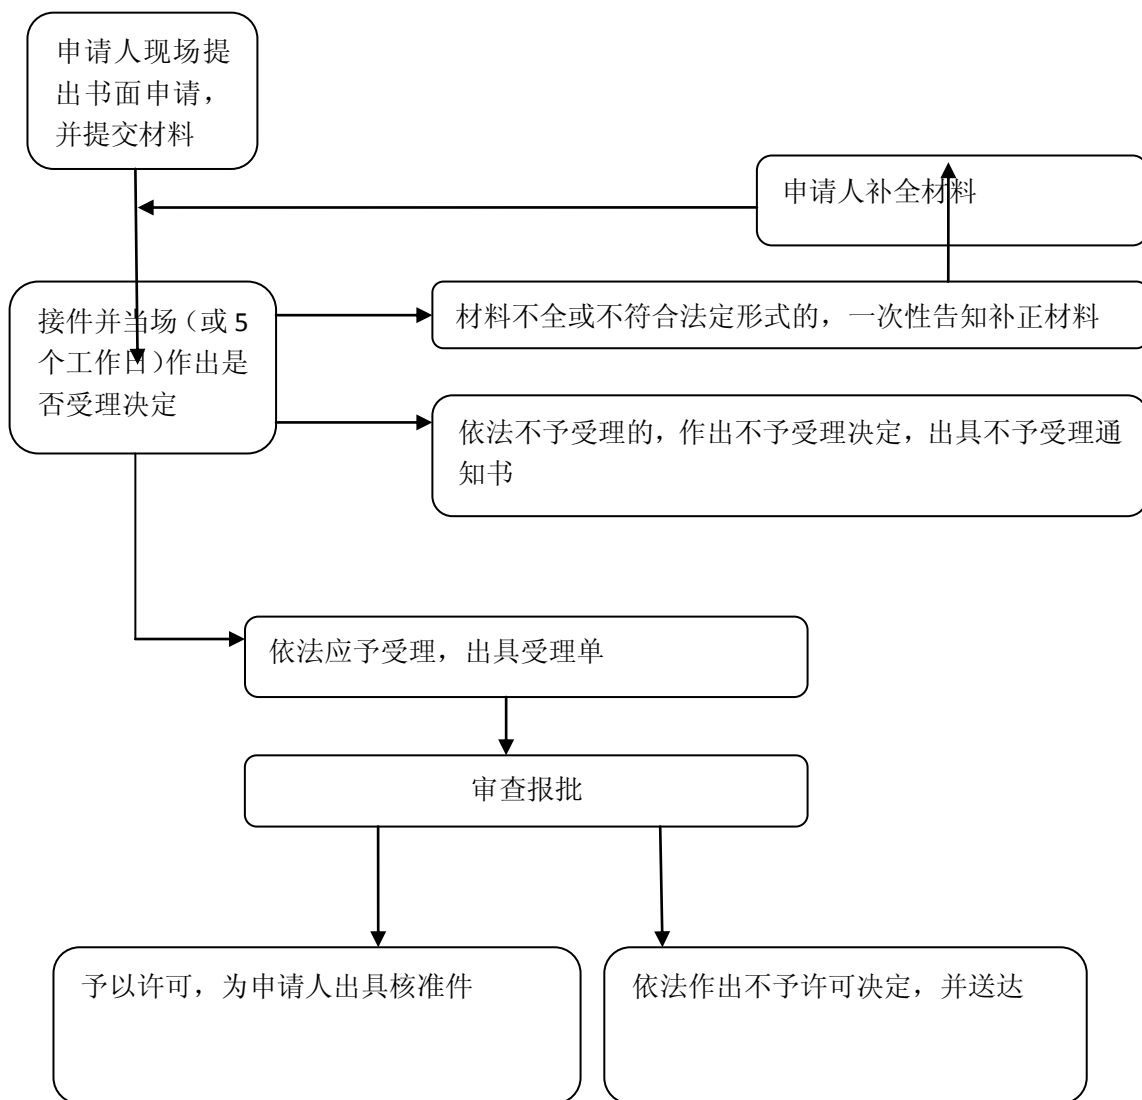 申请人现场提
出书面申请，
并提交材料
申请人补全材料
接件并当场（或5
个工作日）作出是
否受理决定
材料不全或不符合法定形式的，一次性告知补正材料
依法不予受理的，作出不予受理决定，出具不予受理通
知书
依法应予受理，出具受理单
审查报批
予以许可，为申请人出具核准件
依法作出不予许可决定，并送达